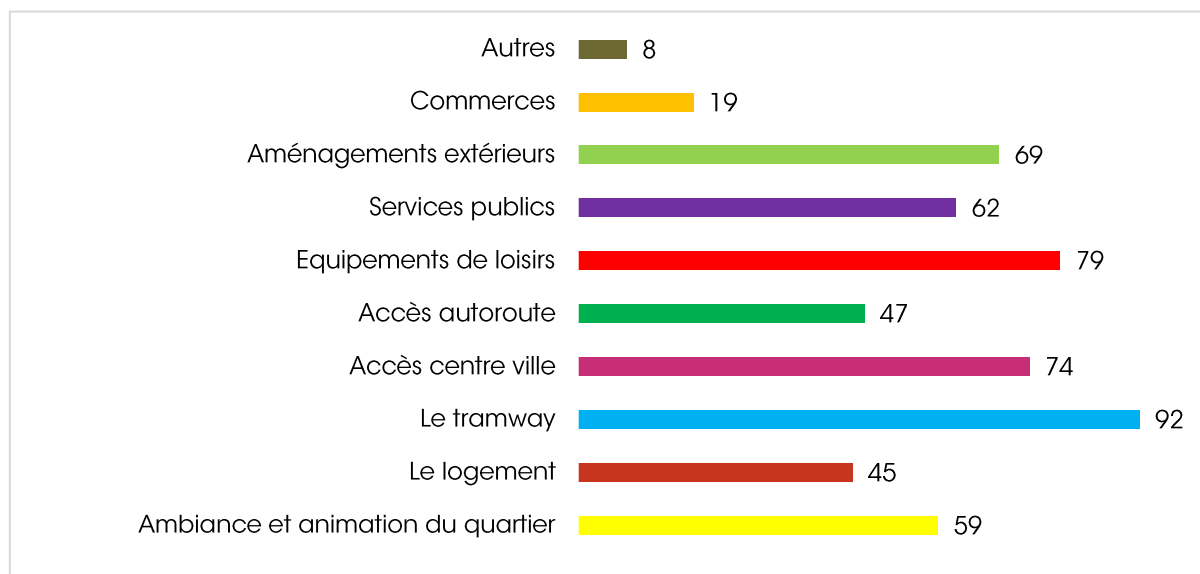 Autres 8
Commerces 19
Aménagements extérieurs 69
Services publics 62
Equipements de loisirs 79
Accès autoroute 47
Accès centre ville 74
Le tramway 92
Le logement 45
Ambiance et animation du quartier 59